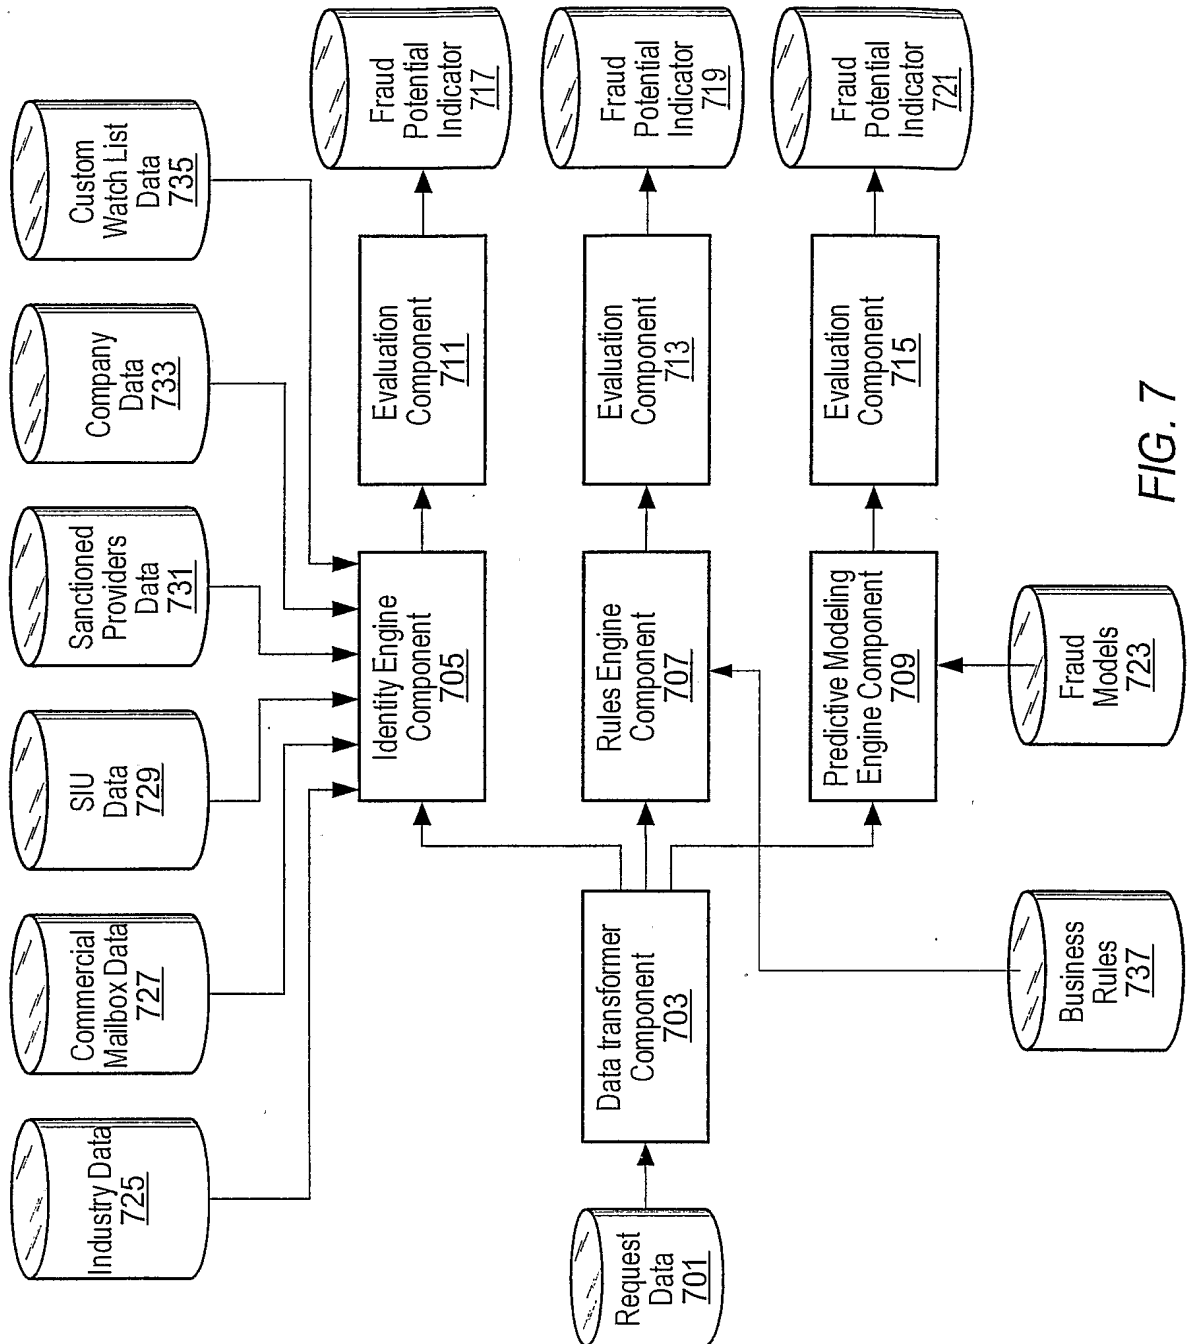 Industry Data
725
Commercial
Mailbox Data
727
SIU
Data
729
Sanctioned
Providers
Data
731
Company
Data
733
Custom
Watch List
Data
735
Identity Engine
Component
705
Evaluation
Component
711
Fraud
Potential
Indicator
717
Request
Data
701
Data transformer
Component
703
Rules Engine
Component
707
Evaluation
Component
713
Fraud
Potential
Indicator
719
Predictive Modeling
Engine Component
709
Evaluation
Component
715
Fraud
Potential
Indicator
721
Business
Rules
737
Fraud
Models
723
FIG. 7